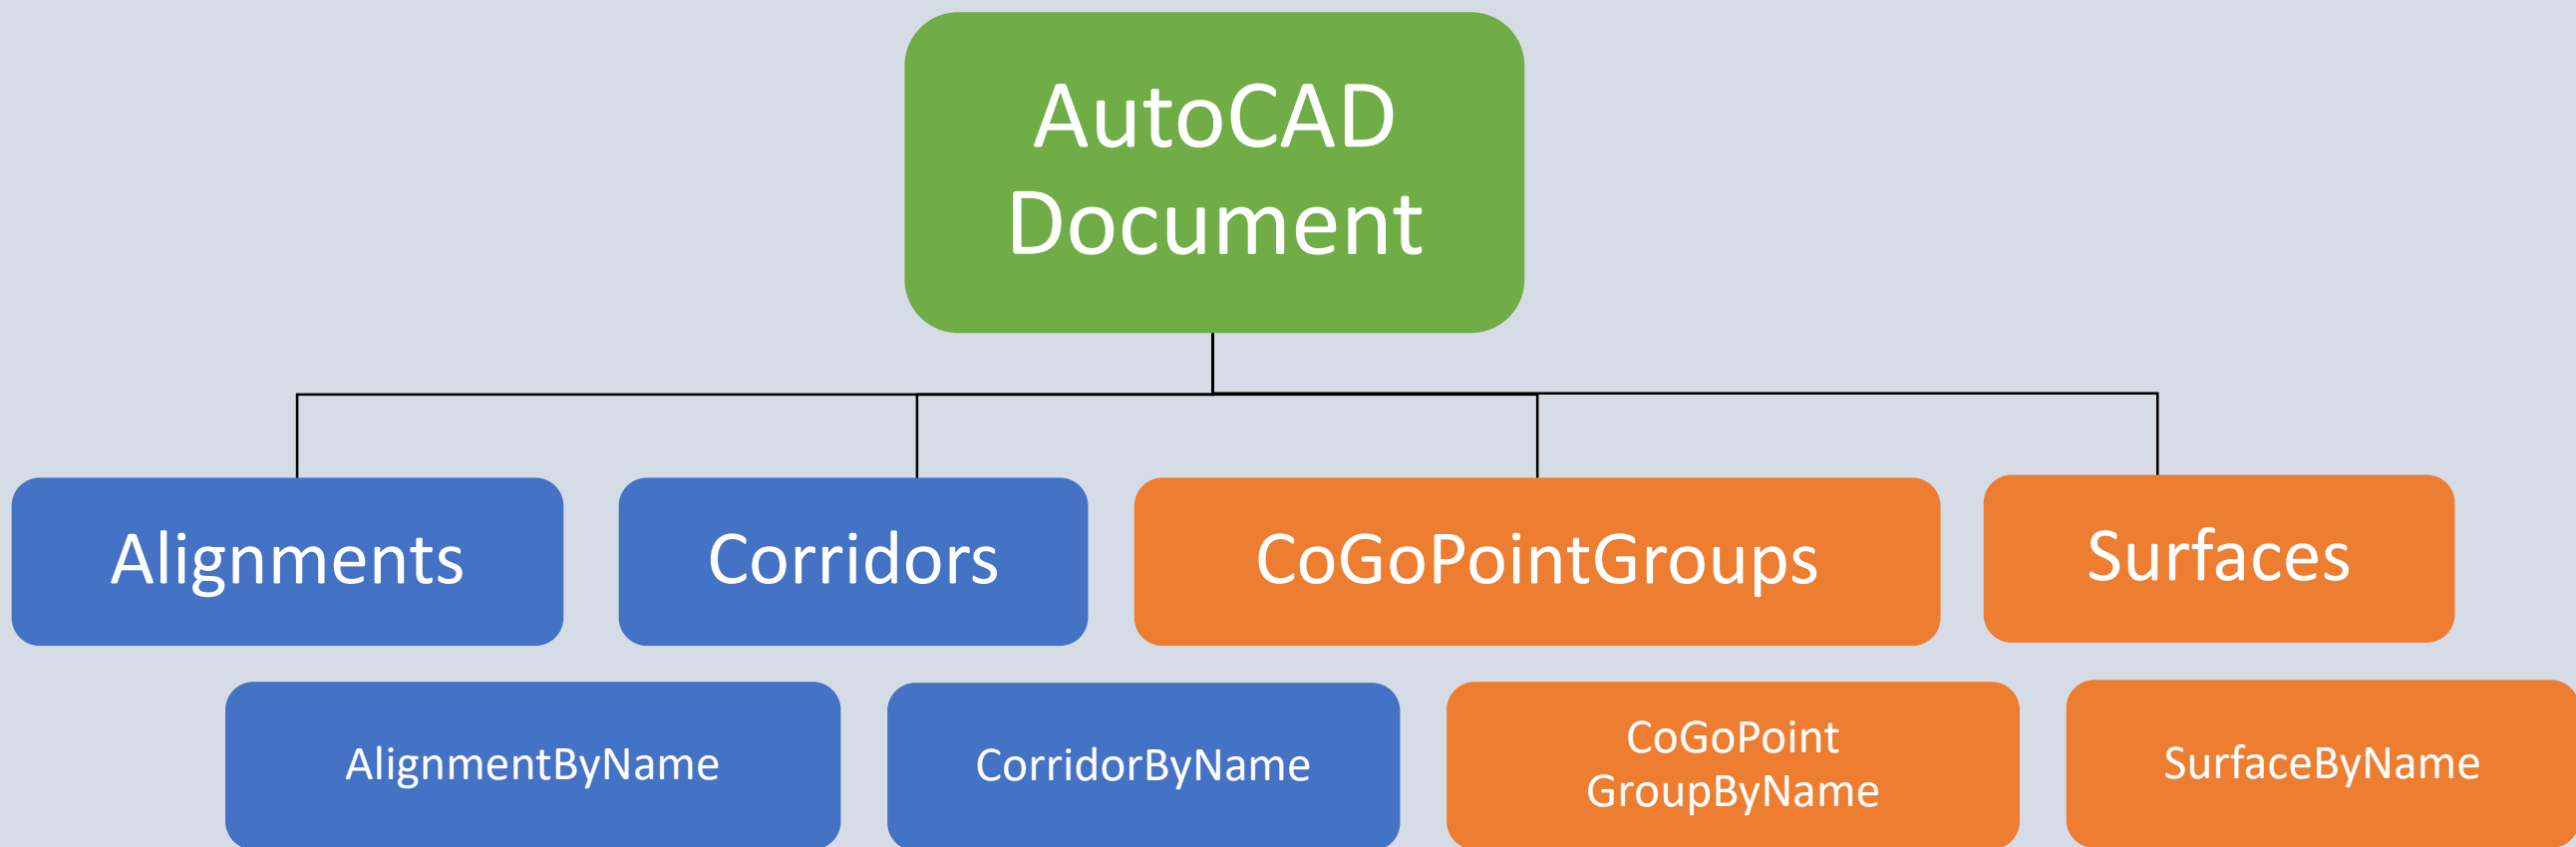 AutoCAD
Document
Alignments
Corridors
CoGoPointGroups
Surfaces
AlignmentByName
CorridorByName
CoGoPoint
GroupByName
SurfaceByName